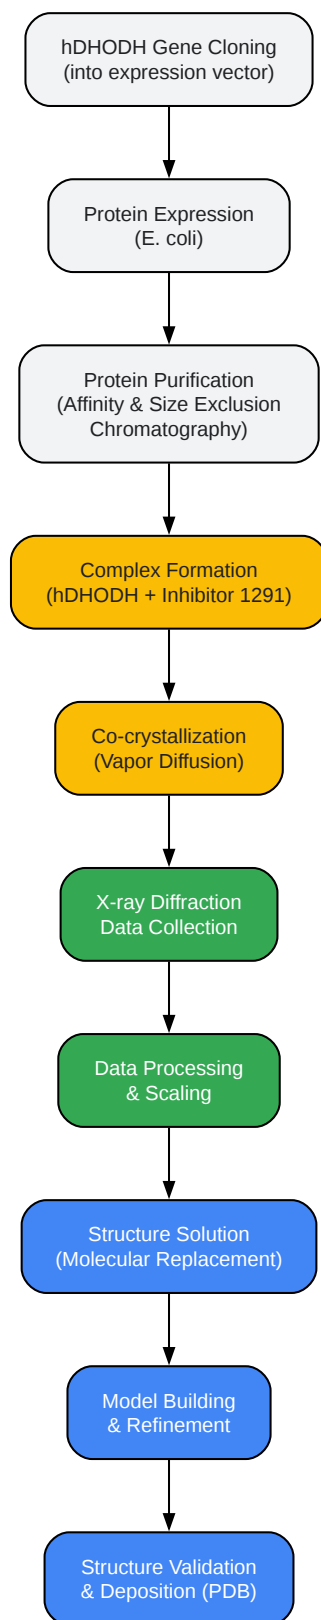 hDHODH Gene Cloning
(into expression vector)
Protein Expression
(E. coli)
Protein Purification
(Affinity & Size Exclusion
Chromatography)
Complex Formation
(hDHODH + Inhibitor 1291)
Co-crystallization
(Vapor Diffusion)
X-ray Diffraction
Data Collection
Data Processing
& Scaling
Structure Solution
(Molecular Replacement)
Model Building
& Refinement
Structure Validation
& Deposition (PDB)